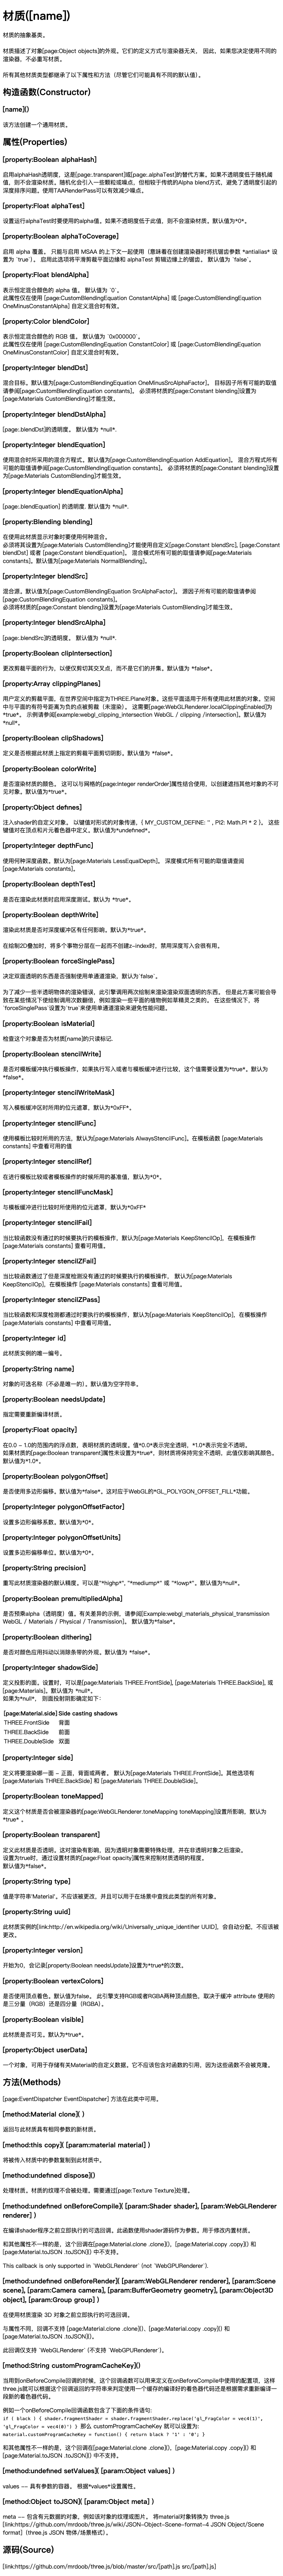 材质([name])
材质的抽象基类。
材质描述了对象[page:Object objects]的外观。它们的定义方式与渲染器无关， 因此，如果您决定使用不同的
渲染器，不必重写材质。
所有其他材质类型都继承了以下属性和方法（尽管它们可能具有不同的默认值）。
构造函数(Constructor)
[name]()
该方法创建一个通用材质。
属性(Properties)
[property:Boolean alphaHash]
启用alphaHash透明度，这是[page:.transparent]或[page:.alphaTest]的替代方案。如果不透明度低于随机阈
值，则不会渲染材质。随机化会引入一些颗粒或噪点，但相较于传统的Alpha blend方式，避免了透明度引起的
深度排序问题。使用TAARenderPass可以有效减少噪点。
[property:Float alphaTest]
设置运行alphaTest时要使用的alpha值。如果不透明度低于此值，则不会渲染材质。默认值为*0*。
[property:Boolean alphaToCoverage]
启用 alpha 覆盖。 只能与启用 MSAA 的上下文一起使用（意味着在创建渲染器时将抗锯齿参数 *antialias* 设
置为 `true`）。 启用此选项将平滑剪裁平面边缘和 alphaTest 剪辑边缘上的锯齿。 默认值为 `false`。
[property:Float blendAlpha]
表示恒定混合颜色的 alpha 值。 默认值为 `0`。
此属性仅在使用 [page:CustomBlendingEquation ConstantAlpha] 或 [page:CustomBlendingEquation
OneMinusConstantAlpha] 自定义混合时有效。
[property:Color blendColor]
表示恒定混合颜色的 RGB 值。 默认值为 `0x000000`。
此属性仅在使用 [page:CustomBlendingEquation ConstantColor] 或 [page:CustomBlendingEquation
OneMinusConstantColor] 自定义混合时有效。
[property:Integer blendDst]
混合目标。默认值为[page:CustomBlendingEquation OneMinusSrcAlphaFactor]。 目标因子所有可能的取值
请参阅[page:CustomBlendingEquation constants]。 必须将材质的[page:Constant blending]设置
为[page:Materials CustomBlending]才能生效。
[property:Integer blendDstAlpha]
[page:.blendDst]的透明度。 默认值为 *null*.
[property:Integer blendEquation]
使用混合时所采用的混合方程式。默认值为[page:CustomBlendingEquation AddEquation]。 混合方程式所有
可能的取值请参阅[page:CustomBlendingEquation constants]。 必须将材质的[page:Constant blending]设置
为[page:Materials CustomBlending]才能生效。
[property:Integer blendEquationAlpha]
[page:.blendEquation] 的透明度. 默认值为 *null*.
[property:Blending blending]
在使用此材质显示对象时要使用何种混合。
必须将其设置为[page:Materials CustomBlending]才能使用自定义[page:Constant blendSrc], [page:Constant
blendDst] 或者 [page:Constant blendEquation]。 混合模式所有可能的取值请参阅[page:Materials
constants]。默认值为[page:Materials NormalBlending]。
[property:Integer blendSrc]
混合源。默认值为[page:CustomBlendingEquation SrcAlphaFactor]。 源因子所有可能的取值请参阅
[page:CustomBlendingEquation constants]。
必须将材质的[page:Constant blending]设置为[page:Materials CustomBlending]才能生效。
[property:Integer blendSrcAlpha]
[page:.blendSrc]的透明度。 默认值为 *null*.
[property:Boolean clipIntersection]
更改剪裁平面的行为，以便仅剪切其交叉点，而不是它们的并集。默认值为 *false*。
[property:Array clippingPlanes]
用户定义的剪裁平面，在世界空间中指定为THREE.Plane对象。这些平面适用于所有使用此材质的对象。空间
中与平面的有符号距离为负的点被剪裁（未渲染）。 这需要[page:WebGLRenderer.localClippingEnabled]为
*true*。 示例请参阅[example:webgl_clipping_intersection WebGL / clipping /intersection]。默认值为
*null*。
[property:Boolean clipShadows]
定义是否根据此材质上指定的剪裁平面剪切阴影。默认值为 *false*。
[property:Boolean colorWrite]
是否渲染材质的颜色。 这可以与网格的[page:Integer renderOrder]属性结合使用，以创建遮挡其他对象的不可
见对象。默认值为*true*。
[property:Object defines]
注入shader的自定义对象。 以键值对形式的对象传递，{ MY_CUSTOM_DEFINE: '' , PI2: Math.PI * 2 }。 这些
键值对在顶点和片元着色器中定义。默认值为*undefined*。
[property:Integer depthFunc]
使用何种深度函数。默认为[page:Materials LessEqualDepth]。 深度模式所有可能的取值请查阅
[page:Materials constants]。
[property:Boolean depthTest]
是否在渲染此材质时启用深度测试。默认为 *true*。
[property:Boolean depthWrite]
渲染此材质是否对深度缓冲区有任何影响。默认为*true*。
在绘制2D叠加时，将多个事物分层在一起而不创建z-index时，禁用深度写入会很有用。
[property:Boolean forceSinglePass]
决定双面透明的东西是否强制使用单通道渲染，默认为`false`。
为了减少一些半透明物体的渲染错误，此引擎调用两次绘制来渲染渲染双面透明的东西。 但是此方案可能会导
致在某些情况下使绘制调用次数翻倍，例如渲染一些平面的植物例如草精灵之类的。 在这些情况下，将
`forceSinglePass`设置为`true`来使用单通道渲染来避免性能问题。
[property:Boolean isMaterial]
检查这个对象是否为材质[name]的只读标记.
[property:Boolean stencilWrite]
是否对模板缓冲执行模板操作，如果执行写入或者与模板缓冲进行比较，这个值需要设置为*true*。默认为
*false*。
[property:Integer stencilWriteMask]
写入模板缓冲区时所用的位元遮罩，默认为*0xFF*。
[property:Integer stencilFunc]
使用模板比较时所用的方法，默认为[page:Materials AlwaysStencilFunc]。在模板函数 [page:Materials
constants] 中查看可用的值
[property:Integer stencilRef]
在进行模板比较或者模板操作的时候所用的基准值，默认为*0*。
[property:Integer stencilFuncMask]
与模板缓冲进行比较时所使用的位元遮罩，默认为*0xFF*
[property:Integer stencilFail]
当比较函数没有通过的时候要执行的模板操作，默认为[page:Materials KeepStencilOp]，在模板操作
[page:Materials constants] 查看可用值。
[property:Integer stencilZFail]
当比较函数通过了但是深度检测没有通过的时候要执行的模板操作， 默认为[page:Materials
KeepStencilOp]，在模板操作 [page:Materials constants] 查看可用值。
[property:Integer stencilZPass]
当比较函数和深度检测都通过时要执行的模板操作，默认为[page:Materials KeepStencilOp]，在模板操作
[page:Materials constants] 中查看可用值。
[property:Integer id]
此材质实例的唯一编号。
[property:String name]
对象的可选名称（不必是唯一的）。默认值为空字符串。
[property:Boolean needsUpdate]
指定需要重新编译材质。
[property:Float opacity]
在0.0 - 1.0的范围内的浮点数，表明材质的透明度。值*0.0*表示完全透明，*1.0*表示完全不透明。
如果材质的[page:Boolean transparent]属性未设置为*true*，则材质将保持完全不透明，此值仅影响其颜色。
默认值为*1.0*。
[property:Boolean polygonOffset]
是否使用多边形偏移。默认值为*false*。这对应于WebGL的*GL_POLYGON_OFFSET_FILL*功能。
[property:Integer polygonOffsetFactor]
设置多边形偏移系数。默认值为*0*。
[property:Integer polygonOffsetUnits]
设置多边形偏移单位。默认值为*0*。
[property:String precision]
重写此材质渲染器的默认精度。可以是"*highp*", "*mediump*" 或 "*lowp*"。默认值为*null*。
[property:Boolean premultipliedAlpha]
是否预乘alpha（透明度）值。有关差异的示例，请参阅[Example:webgl_materials_physical_transmission
WebGL / Materials / Physical / Transmission]。 默认值为*false*。
[property:Boolean dithering]
是否对颜色应用抖动以消除条带的外观。默认值为 *false*。
[property:Integer shadowSide]
定义投影的面。设置时，可以是[page:Materials THREE.FrontSide], [page:Materials THREE.BackSide], 或
[page:Materials]。默认值为 *null*。
如果为*null*， 则面投射阴影确定如下：
[page:Material.side] Side casting shadows
THREE.FrontSide 背面
THREE.BackSide 前面
THREE.DoubleSide 双面
[property:Integer side]
定义将要渲染哪一面 - 正面，背面或两者。 默认为[page:Materials THREE.FrontSide]。其他选项有
[page:Materials THREE.BackSide] 和 [page:Materials THREE.DoubleSide]。
[property:Boolean toneMapped]
定义这个材质是否会被渲染器的[page:WebGLRenderer.toneMapping toneMapping]设置所影响，默认为
*true* 。
[property:Boolean transparent]
定义此材质是否透明。这对渲染有影响，因为透明对象需要特殊处理，并在非透明对象之后渲染。
设置为true时，通过设置材质的[page:Float opacity]属性来控制材质透明的程度。
默认值为*false*。
[property:String type]
值是字符串'Material'。不应该被更改，并且可以用于在场景中查找此类型的所有对象。
[property:String uuid]
此材质实例的[link:http://en.wikipedia.org/wiki/Universally_unique_identifier UUID]，会自动分配，不应该被
更改。
[property:Integer version]
开始为0，会记录[property:Boolean needsUpdate]设置为*true*的次数。
[property:Boolean vertexColors]
是否使用顶点着色。默认值为false。 此引擎支持RGB或者RGBA两种顶点颜色，取决于缓冲 attribute 使用的
是三分量（RGB）还是四分量（RGBA）。
[property:Boolean visible]
此材质是否可见。默认为*true*。
[property:Object userData]
一个对象，可用于存储有关Material的自定义数据。它不应该包含对函数的引用，因为这些函数不会被克隆。
方法(Methods)
[page:EventDispatcher EventDispatcher] 方法在此类中可用。
[method:Material clone]( )
返回与此材质具有相同参数的新材质。
[method:this copy]( [param:material material] )
将被传入材质中的参数复制到此材质中。
[method:undefined dispose]()
处理材质。材质的纹理不会被处理。需要通过[page:Texture Texture]处理。
[method:undefined onBeforeCompile]( [param:Shader shader], [param:WebGLRenderer
renderer] )
在编译shader程序之前立即执行的可选回调。此函数使用shader源码作为参数。用于修改内置材质。
和其他属性不一样的是，这个回调在[page:Material.clone .clone]()，[page:Material.copy .copy]() 和
[page:Material.toJSON .toJSON]() 中不支持。
This callback is only supported in `WebGLRenderer` (not `WebGPURenderer`).
[method:undefined onBeforeRender]( [param:WebGLRenderer renderer], [param:Scene
scene], [param:Camera camera], [param:BufferGeometry geometry], [param:Object3D
object], [param:Group group] )
在使用材质渲染 3D 对象之前立即执行的可选回调。
与属性不同，回调不支持 [page:Material.clone .clone]()、[page:Material.copy .copy]() 和
[page:Material.toJSON .toJSON]()。
此回调仅支持 `WebGLRenderer`（不支持 `WebGPURenderer`）。
[method:String customProgramCacheKey]()
当用到onBeforeCompile回调的时候，这个回调函数可以用来定义在onBeforeCompile中使用的配置项，这样
three.js就可以根据这个回调返回的字符串来判定使用一个缓存的编译好的着色器代码还是根据需求重新编译一
段新的着色器代码。
例如一个onBeforeCompile回调函数包含了下面的条件语句:
if ( black ) { shader.fragmentShader = shader.fragmentShader.replace('gl_FragColor = vec4(1)',
'gl_FragColor = vec4(0)') } 那么 customProgramCacheKey 就可以设置为:
material.customProgramCacheKey = function() { return black ? '1' : '0'; }
和其他属性不一样的是，这个回调在[page:Material.clone .clone]()，[page:Material.copy .copy]() 和
[page:Material.toJSON .toJSON]() 中不支持。
[method:undefined setValues]( [param:Object values] )
values -- 具有参数的容器。 根据*values*设置属性。
[method:Object toJSON]( [param:Object meta] )
meta -- 包含有元数据的对象，例如该对象的纹理或图片。 将material对象转换为 three.js
[link:https://github.com/mrdoob/three.js/wiki/JSON-Object-Scene-format-4 JSON Object/Scene
format]（three.js JSON 物体/场景格式）。
源码(Source)
[link:https://github.com/mrdoob/three.js/blob/master/src/[path].js src/[path].js]